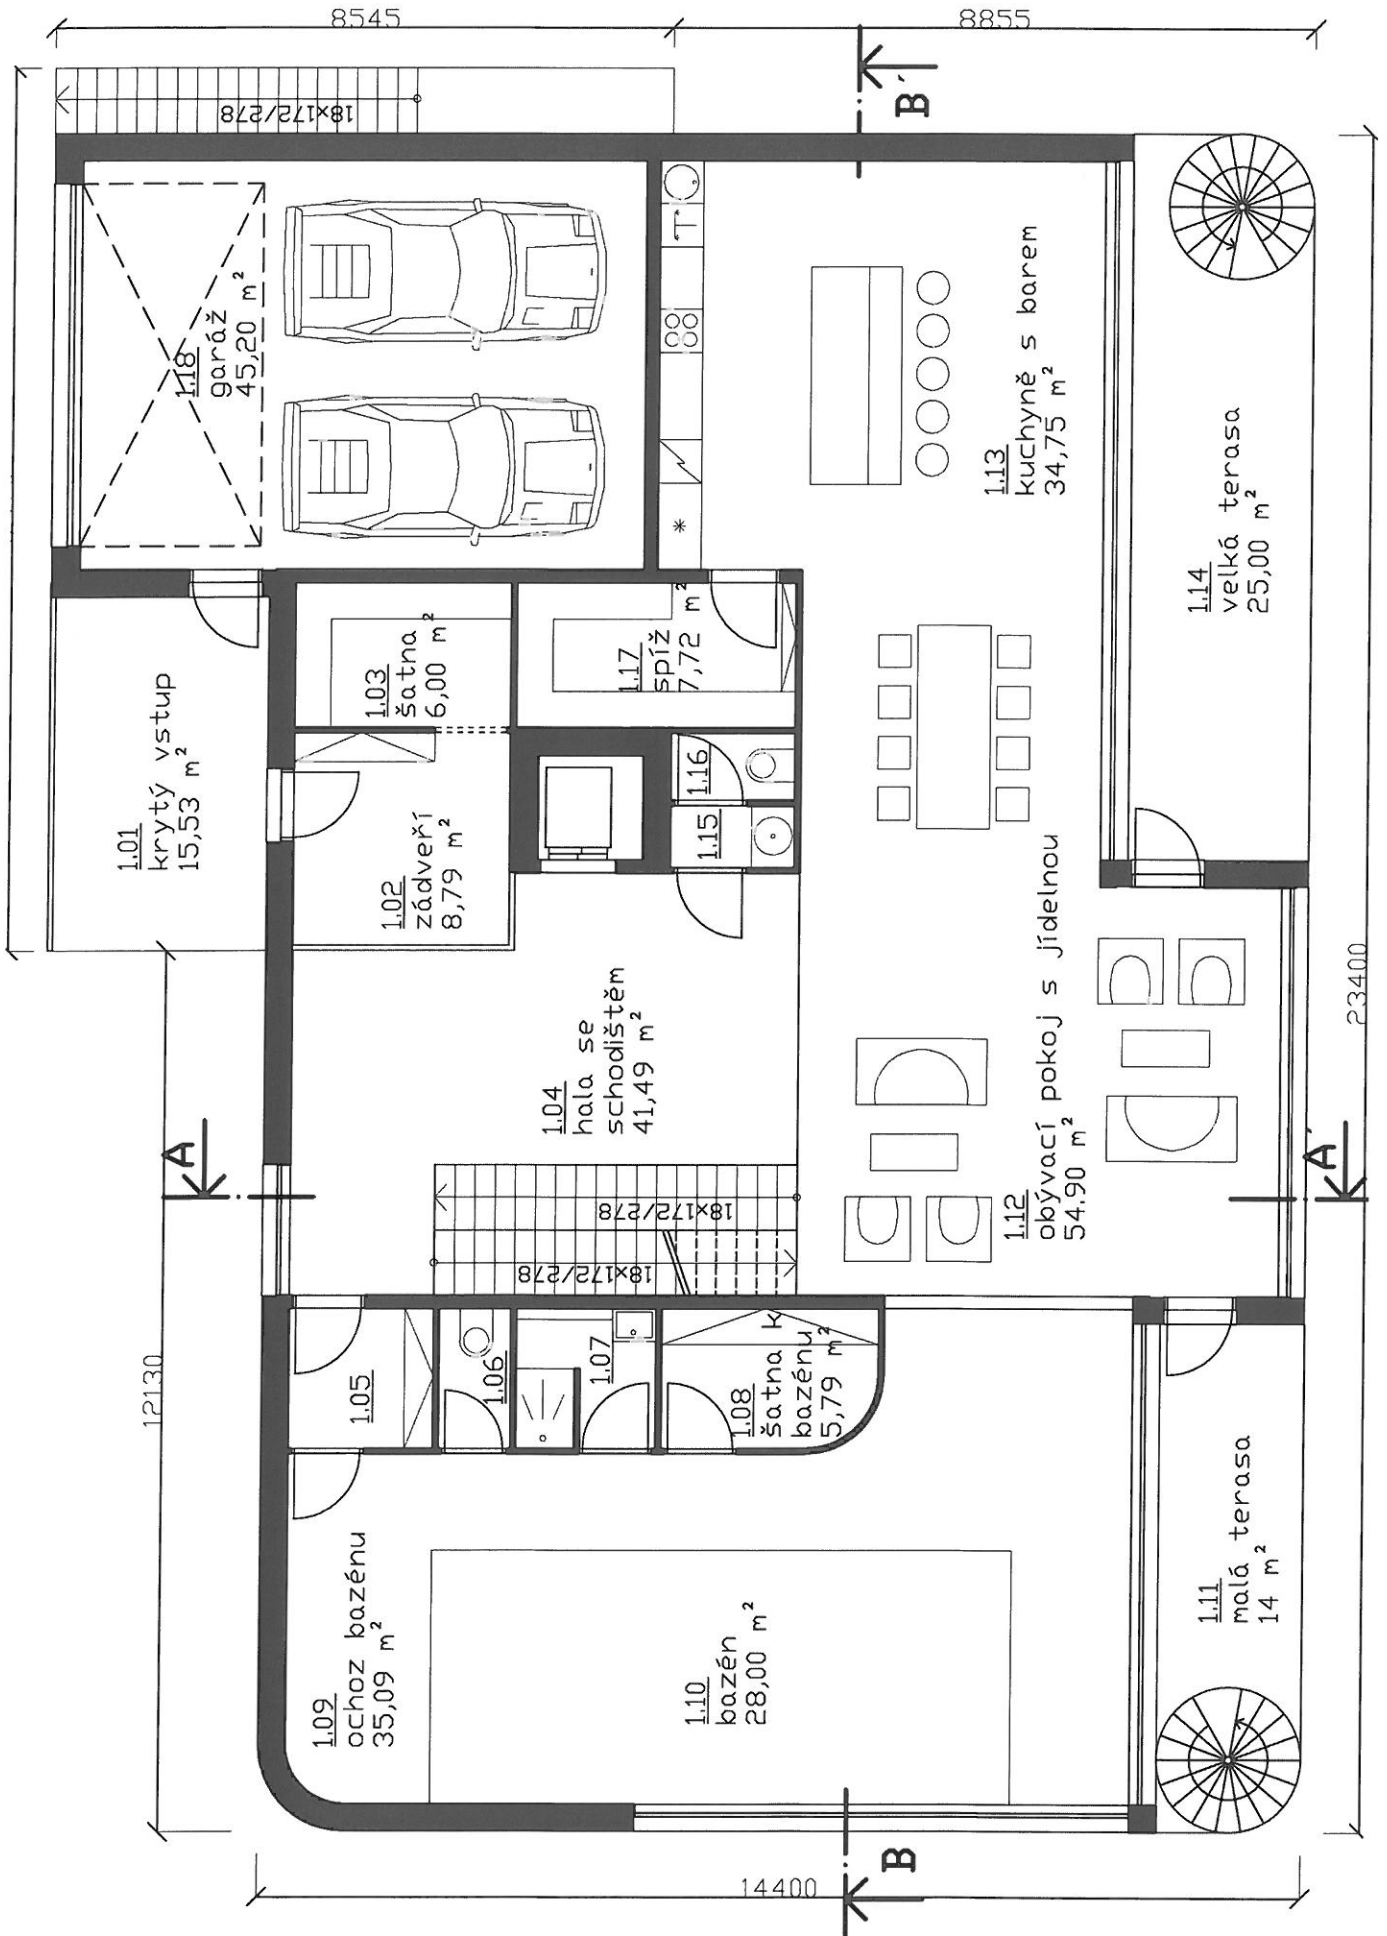 8545
8855
18x172/278
B´
1.18
garáž
45,20 m²
1.13
kuchyně s barem
34,75 m²
1.14
velká terasa
25,00 m²
1.01
krytý vstup
15,53 m²
1.03
šatna
6,00 m²
1.17
spíž
7,72 m²
1.02
zádveří
8,79 m²
1.16
1.15
A
1.04
hala se
schodištěm
41,49 m²
18x172/278
18x172/278
1.12
obývací pokoj s jídelnou
54.90 m²
A´
23400
12130
1.05
1.06
1.07
1.08
šatna k
bazénu
5,79 m²
1.09
ochoz bazénu
35,09 m²
1.10
bazén
28,00 m²
1.11
malá terasa
14 m²
B
14400